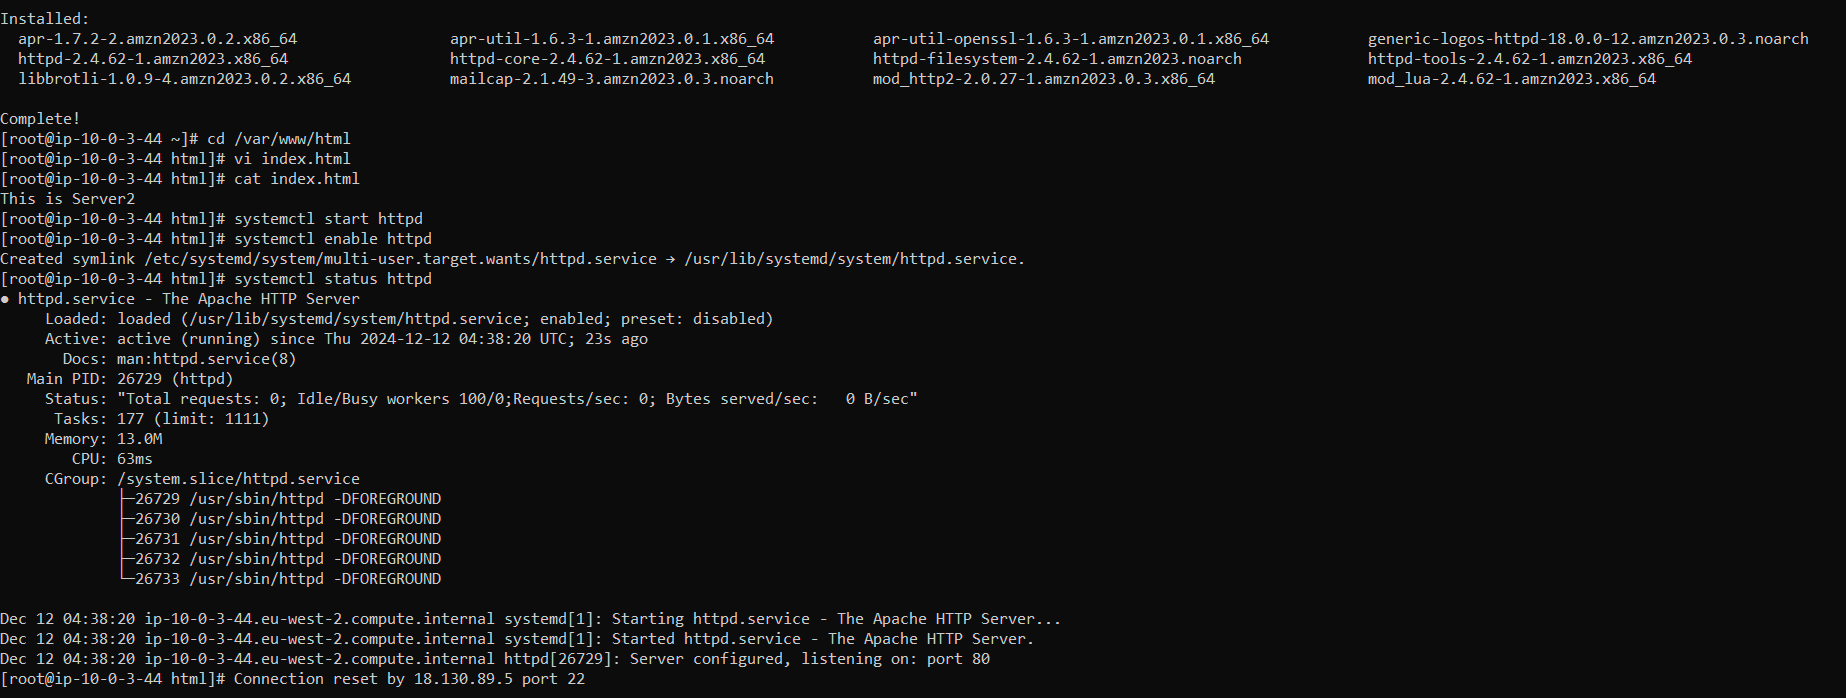 Installed:
apr-1.7.2-2.amzn2023.0.2.x86_64 apr-util-1.6.3-1.amzn2023.0.1.x86_64 apr-util-openssl-1.6.3-1.amzn2023.0.1.x86_64 generic-logos-httpd-18.0.0-12.amzn2023.0.3.noarch
httpd-2.4.62-1.amzn2023.x86_64 httpd-core-2.4.62-1.amzn2023.x86_64 httpd-filesystem-2.4.62-1.amzn2023.noarch httpd-tools-2.4.62-1.amzn2023.x86_64
libbrotli-1.0.9-4.amzn2023.0.2.x86_64 mailcap-2.1.49-3.amzn2023.0.3.noarch mod_http2-2.0.27-1.amzn2023.0.3.x86_64 mod_lua-2.4.62-1.amzn2023.x86_64
Complete!
[root@ip-10-0-3-44 ~]# cd /var/www/html
[root@ip-10-0-3-44 html]# vi index.html
[root@ip-10-0-3-44 html]# cat index.html
This is Server2
[root@ip-10-0-3-44 html]# systemctl start httpd
[root@ip-10-0-3-44 html]# systemctl enable httpd
Created symlink /etc/systemd/system/multi-user.target.wants/httpd.service → /usr/lib/systemd/system/httpd.service.
[root@ip-10-0-3-44 html]# systemctl status httpd
● httpd.service - The Apache HTTP Server
Loaded: loaded (/usr/lib/systemd/system/httpd.service; enabled; preset: disabled)
Active: active (running) since Thu 2024-12-12 04:38:20 UTC; 23s ago
Docs: man:httpd.service(8)
Main PID: 26729 (httpd)
Status: "Total requests: 0; Idle/Busy workers 100/0;Requests/sec: 0; Bytes served/sec:   0 B/sec"
Tasks: 177 (limit: 1111)
Memory: 13.0M
CPU: 63ms
CGroup: /system.slice/httpd.service
├─26729 /usr/sbin/httpd -DFOREGROUND
├─26730 /usr/sbin/httpd -DFOREGROUND
├─26731 /usr/sbin/httpd -DFOREGROUND
├─26732 /usr/sbin/httpd -DFOREGROUND
└─26733 /usr/sbin/httpd -DFOREGROUND
Dec 12 04:38:20 ip-10-0-3-44.eu-west-2.compute.internal systemd[1]: Starting httpd.service - The Apache HTTP Server...
Dec 12 04:38:20 ip-10-0-3-44.eu-west-2.compute.internal systemd[1]: Started httpd.service - The Apache HTTP Server.
Dec 12 04:38:20 ip-10-0-3-44.eu-west-2.compute.internal httpd[26729]: Server configured, listening on: port 80
[root@ip-10-0-3-44 html]# Connection reset by 18.130.89.5 port 22